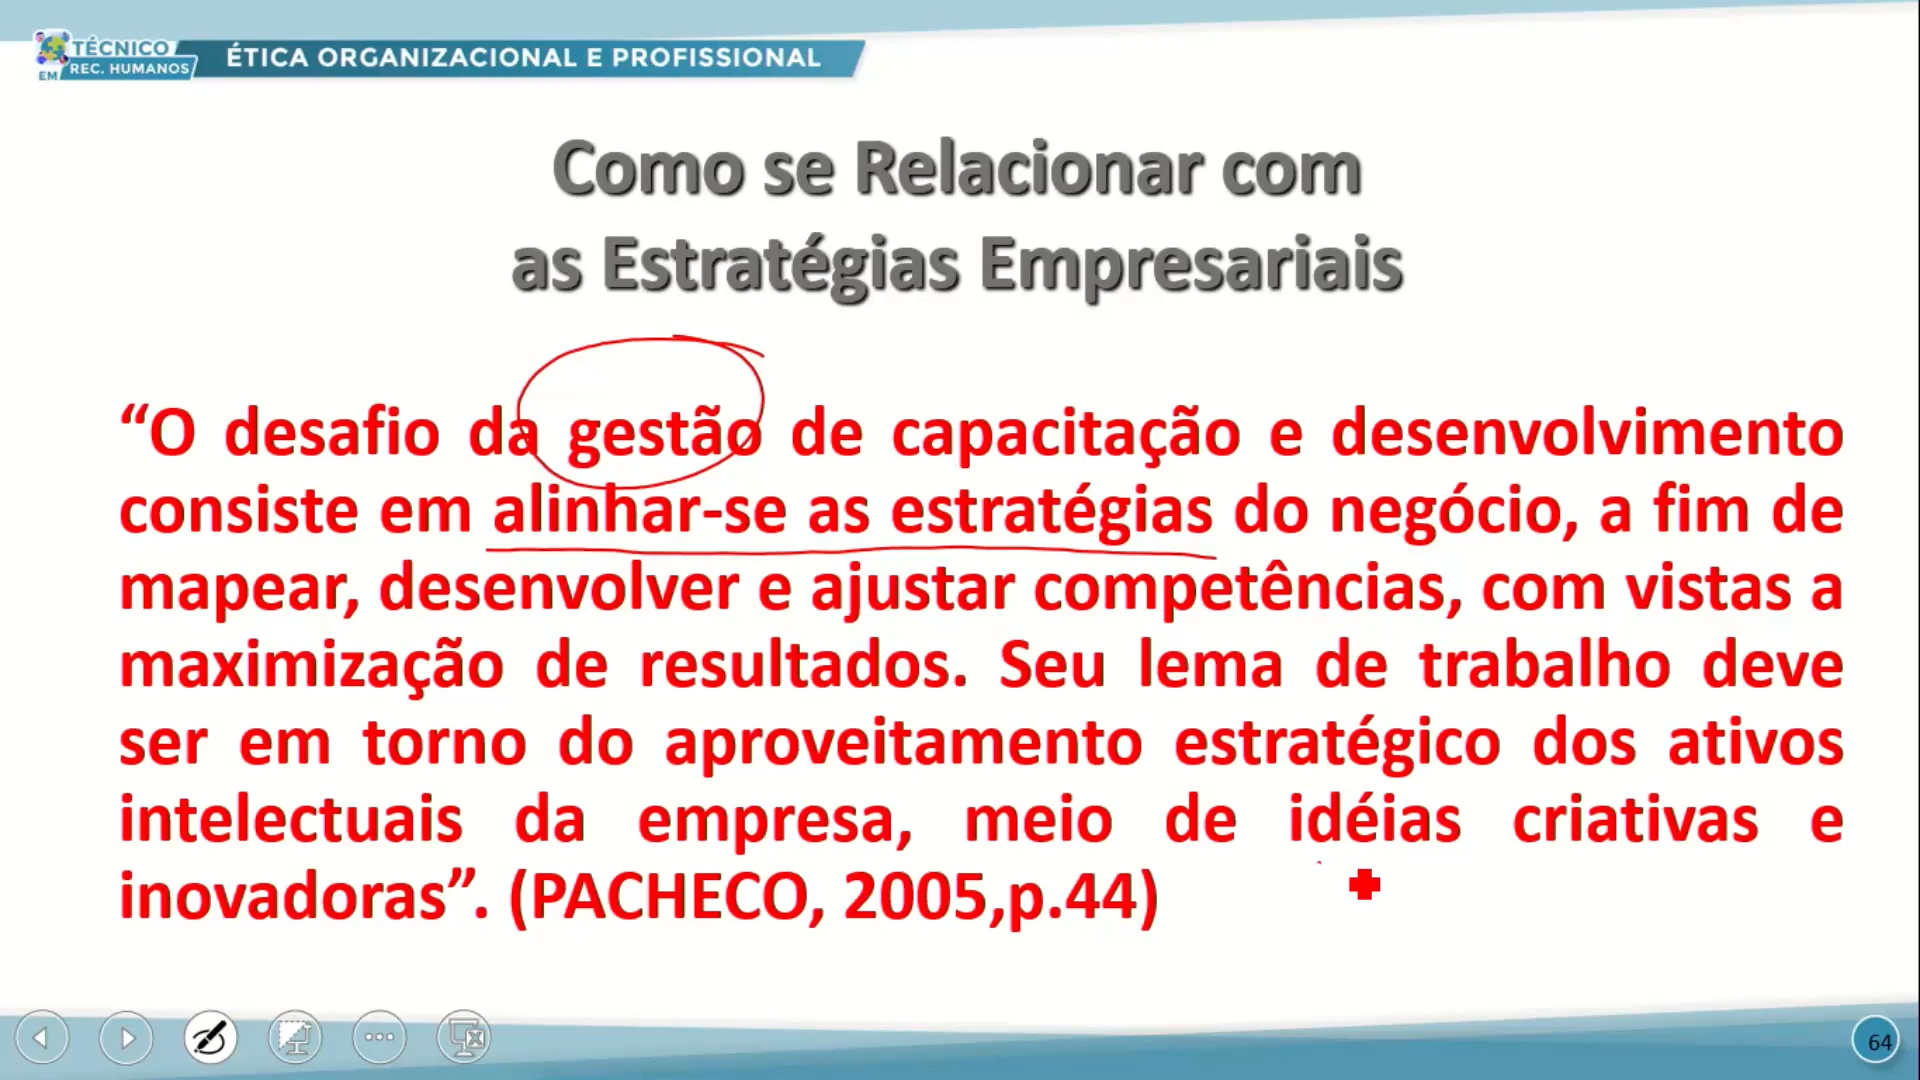 TÉCNICO
EM REC. HUMANOS
ÉTICA ORGANIZACIONAL E PROFISSIONAL
Como se Relacionar com
as Estratégias Empresariais
“O desafio da gestão de capacitação e desenvolvimento
consiste em alinhar-se as estratégias do negócio, a fim de
mapear, desenvolver e ajustar competências, com vistas a
maximização de resultados. Seu lema de trabalho deve
ser em torno do aproveitamento estratégico dos ativos
intelectuais da empresa, meio de idéias criativas e
inovadoras”. (PACHECO, 2005,p.44)
64